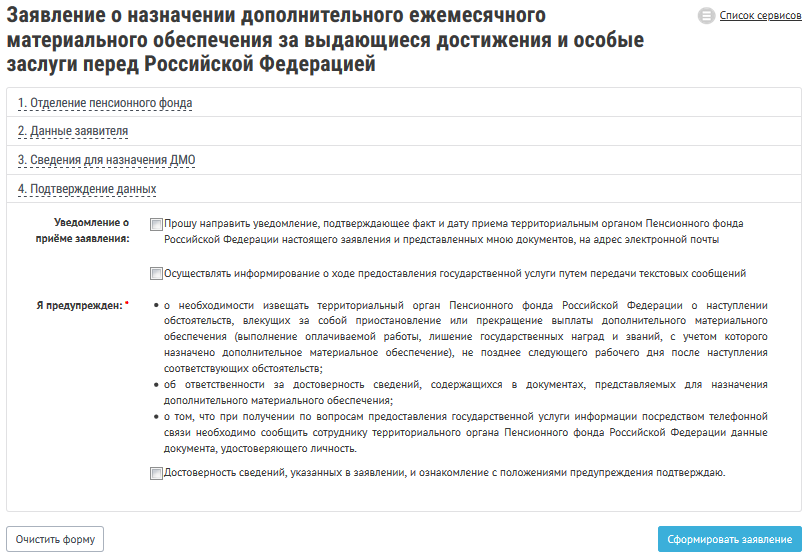 Заявление о назначении дополнительного ежемесячного
материального обеспечения за выдающиеся достижения и особые
заслуги перед Российской Федерацией
Список сервисов
1. Отделение пенсионного фонда
2. Данные заявителя
3. Сведения для назначения ДМО
4. Подтверждение данных
Уведомление о
приёме заявления:
Прошу направить уведомление, подтверждающее факт и дату приема территориальным органом Пенсионного фонда
Российской Федерации настоящего заявления и представленных мною документов, на адрес электронной почты
Осуществлять информирование о ходе предоставления государственной услуги путем передачи текстовых сообщений
Я предупрежден: *
• о необходимости извещать территориальный орган Пенсионного фонда Российской Федерации о наступлении
обстоятельств, влекущих за собой приостановление или прекращение выплаты дополнительного материального
обеспечения (выполнение оплачиваемой работы, лишение государственных наград и званий, с учетом которого
назначено дополнительное материальное обеспечение), не позднее следующего рабочего дня после наступления
соответствующих обстоятельств;
• об ответственности за достоверность сведений, содержащихся в документах, представляемых для назначения
дополнительного материального обеспечения;
• о том, что при получении по вопросам предоставления государственной услуги информации посредством телефонной
связи необходимо сообщить сотруднику территориального органа Пенсионного фонда Российской Федерации данные
документа, удостоверяющего личность.
Достоверность сведений, указанных в заявлении, и ознакомление с положениями предупреждения подтверждаю.
Очистить форму
Сформировать заявление